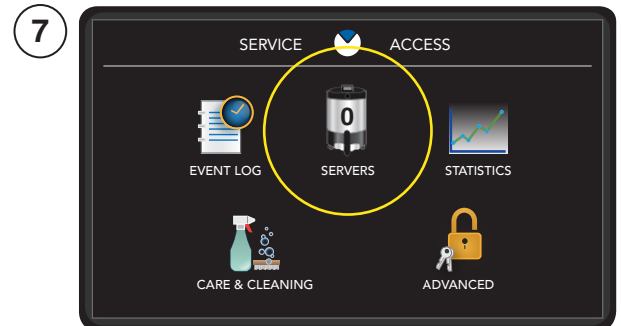 7
SERVICE ACCESS
0
EVENT LOG SERVERS STATISTICS
CARE & CLEANING ADVANCED